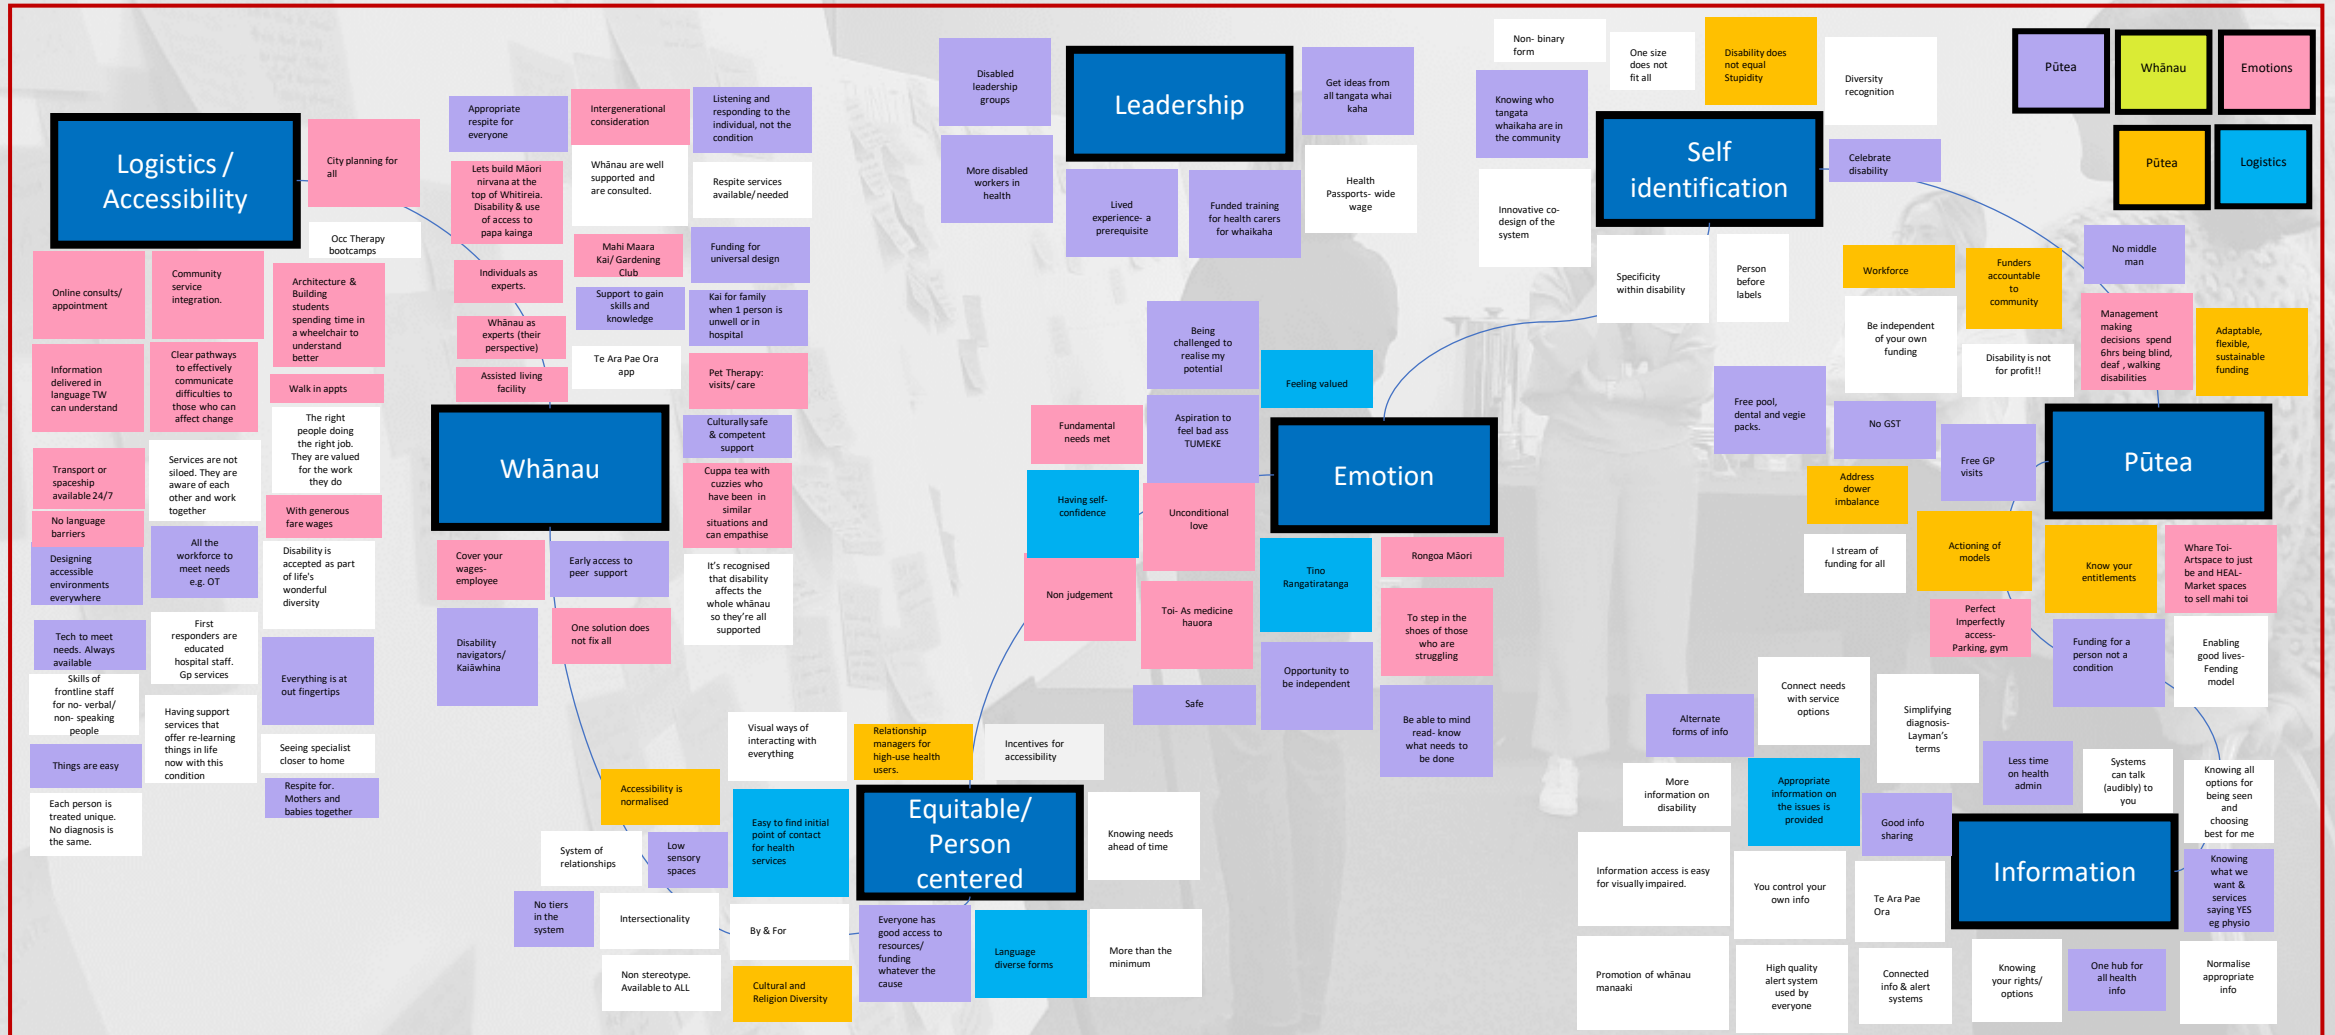 Logistics /
Accessibility
City planning for
all
Occ Therapy
bootcamps
Online consults/
appointment
Community
service
integration.
Architecture &
Building
students
spending time in
a wheelchair to
understand
better
Information
delivered in
language TW
can understand
Clear pathways
to effectively
communicate
difficulties to
those who can
affect change
Walk in appts
The right
people doing
the right job.
They are valued
for the work
they do
Transport or
spaceship
available 24/7
Services are not
siloed. They are
aware of each
other and work
together
With generous
fare wages
No language
barriers
Designing
accessible
environments
everywhere
All the
workforce to
meet needs
e.g. OT
Disability is
accepted as part
of life's
wonderful
diversity
Tech to meet
needs. Always
available
First
responders are
educated
hospital staff.
Gp services
Everything is at
out fingertips
Skills of
frontline staff
for no- verbal/
non- speaking
people
Having support
services that
offer re-learning
things in life
now with this
condition
Seeing specialist
closer to home
Things are easy
Respite for.
Mothers and
babies together
Each person is
treated unique.
No diagnosis is
the same.
Appropriate
respite for
everyone
Intergenerational
consideration
Listening and
responding to the
individual, not the
condition
Lets build Māori
nirvana at the
top of Whitireia.
Disability & use
of access to
papa kainga
Whānau are well
supported and
are consulted.
Respite services
available/ needed
Mahi Maara
Kai/ Gardening
Club
Funding for
universal design
Individuals as
experts.
Support to gain
skills and
knowledge
Kai for family
when 1 person is
unwell or in
hospital
Whānau as
experts (their
perspective)
Te Ara Pae Ora
app
Pet Therapy:
visits/ care
Assisted living
facility
Whānau
Culturally safe
& competent
support
Cuppa tea with
cuzzies who
have been in
similar
situations and
can empathise
Cover your
wages-
employee
Early access to
peer support
It's recognised
that disability
affects the
whole whānau
so they're all
supported
Disability
navigators/
Kaiāwhina
One solution does
not fix all
Disabled
leadership
groups
Leadership
Get ideas from
all tangata whai
kaha
More disabled
workers in
health
Lived
experience- a
prerequisite
Funded training
for health carers
for whaikaha
Health
Passports- wide
wage
Being
challenged to
realise my
potential
Feeling valued
Fundamental
needs met
Aspiration to
feel bad ass
TUMEKE
Emotion
Having self-
confidence
Unconditional
love
Non judgement
Tino
Rangatiratanga
Rongoa Māori
Toi- As medicine
hauora
To step in the
shoes of those
who are
struggling
Opportunity to
be independent
Safe
Be able to mind
read- know
what needs to
be done
Visual ways of
interacting with
everything
Relationship
managers for
high-use health
users.
Incentives for
accessibility
Accessibility is
normalised
Easy to find initial
point of contact
for health
services
Equitable/
Person
centered
Knowing needs
ahead of time
System of
relationships
Low
sensory
spaces
No tiers
in the
system
Intersectionality
By & For
Everyone has
good access to
resources/
funding
whatever the
cause
Language
diverse forms
More than the
minimum
Non stereotype.
Available to ALL
Cultural and
Religion Diversity
Non- binary
form
One size
does not
fit all
Disability does
not equal
Stupidity
Diversity
recognition
Knowing who
tangata
whaikaha are in
the community
Self
identification
Celebrate
disability
Innovative co-
design of the
system
Specificity
within disability
Person
before
labels
Pūtea
Whānau
Emotions
Pūtea
Logistics
No middle
man
Workforce
Funders
accountable
to
community
Be independent
of your own
funding
Disability is not
for profit!!
Management
making
decisions spend
6hrs being blind,
deaf , walking
disabilities
Adaptable,
flexible,
sustainable
funding
Free pool,
dental and vegie
packs.
No GST
Free GP
visits
Pūtea
Address
dower
imbalance
I stream of
funding for all
Actioning of
models
Know your
entitlements
Whare Toi-
Artspace to just
be and HEAL-
Market spaces
to sell mahi toi
Perfect
Imperfectly
access-
Parking, gym
Funding for a
person not a
condition
Enabling
good lives-
Fending
model
Alternate
forms of info
Connect needs
with service
options
Simplifying
diagnosis-
Layman's
terms
Less time
on health
admin
Systems
can talk
(audibly) to
you
Knowing all
options for
being seen
and
choosing
best for me
More
information on
disability
Appropriate
information on
the issues is
provided
Good info
sharing
Information
Information access is easy
for visually impaired.
You control your
own info
Te Ara Pae
Ora
Knowing
what we
want &
services
saying YES
eg physio
Promotion of whānau
manaaki
High quality
alert system
used by
everyone
Connected
info & alert
systems
Knowing
your rights/
options
One hub for
all health
info
Normalise
appropriate
info